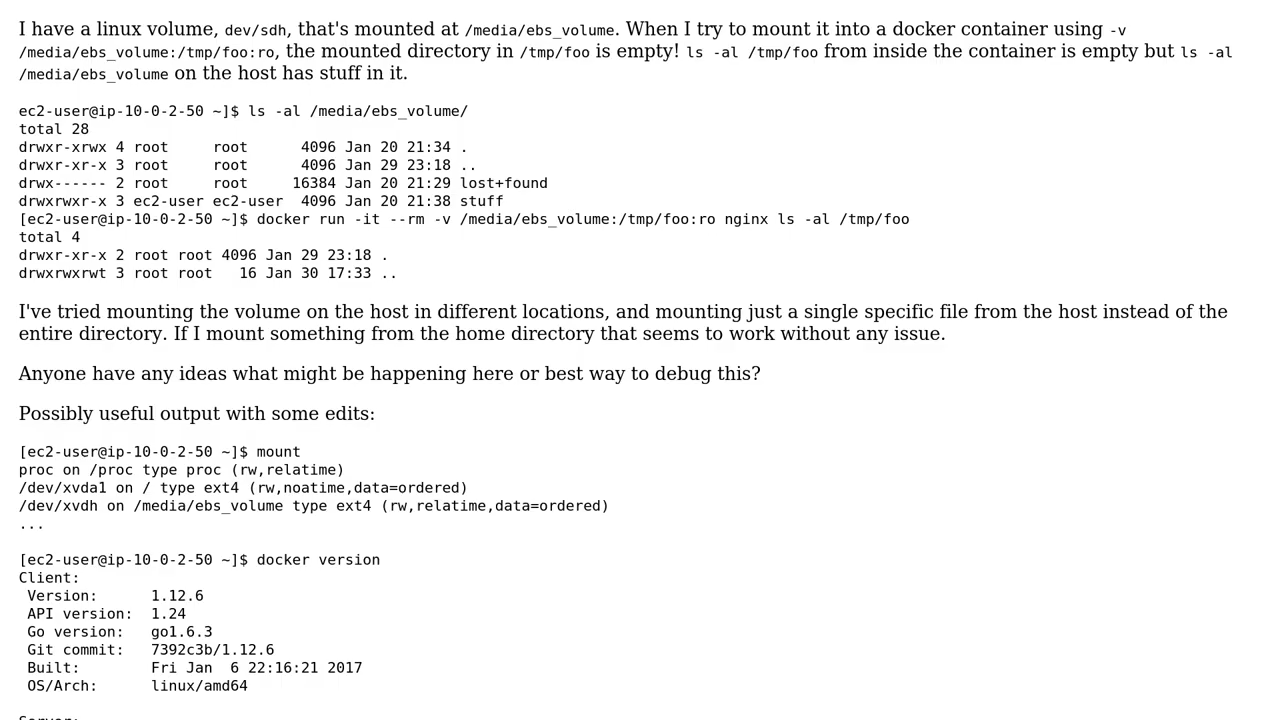 I have a linux volume, dev/sdh, that's mounted at /media/ebs_volume. When I try to mount it into a docker container using -v
/media/ebs_volume:/tmp/foo:ro, the mounted directory in /tmp/foo is empty! ls -al /tmp/foo from inside the container is empty but ls -al
/media/ebs_volume on the host has stuff in it.
ec2-user@ip-10-0-2-50 ~]$ ls -al /media/ebs_volume/
total 28
drwxr-xrwx 4 root     root      4096 Jan 20 21:34 .
drwxr-xr-x 3 root     root      4096 Jan 29 23:18 ..
drwx------ 2 root     root     16384 Jan 20 21:29 lost+found
drwxrwxr-x 3 ec2-user ec2-user  4096 Jan 20 21:38 stuff
[ec2-user@ip-10-0-2-50 ~]$ docker run -it --rm -v /media/ebs_volume:/tmp/foo:ro nginx ls -al /tmp/foo
total 4
drwxr-xr-x 2 root root 4096 Jan 29 23:18 .
drwxrwxrwt 3 root root   16 Jan 30 17:33 ..
I've tried mounting the volume on the host in different locations, and mounting just a single specific file from the host instead of the
entire directory. If I mount something from the home directory that seems to work without any issue.
Anyone have any ideas what might be happening here or best way to debug this?
Possibly useful output with some edits:
[ec2-user@ip-10-0-2-50 ~]$ mount
proc on /proc type proc (rw,relatime)
/dev/xvda1 on / type ext4 (rw,noatime,data=ordered)
/dev/xvdh on /media/ebs_volume type ext4 (rw,relatime,data=ordered)
...
[ec2-user@ip-10-0-2-50 ~]$ docker version
Client:
 Version:      1.12.6
 API version:  1.24
 Go version:   go1.6.3
 Git commit:   7392c3b/1.12.6
 Built:        Fri Jan  6 22:16:21 2017
 OS/Arch:      linux/amd64
Server: